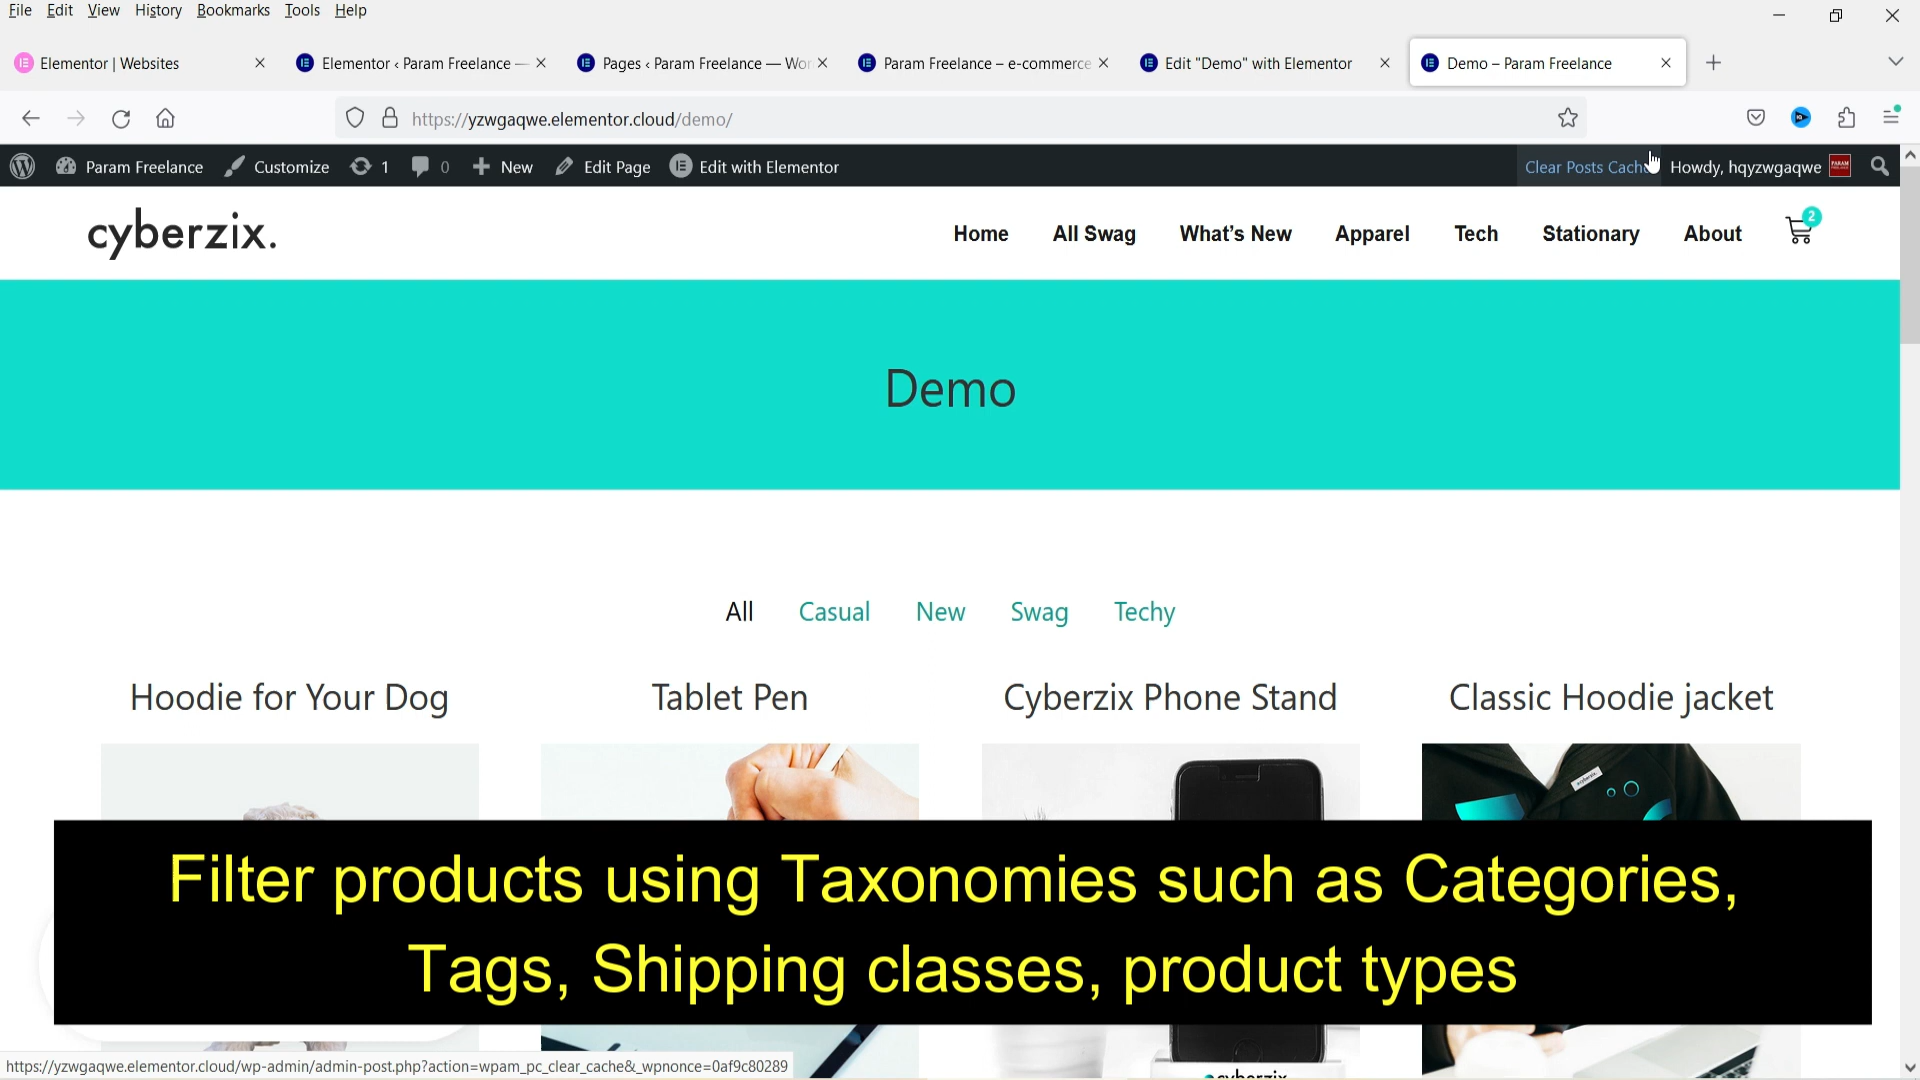 File Edit View History Bookmarks Tools Help
Elementor | Websites
Elementor ‹ Param Freelance —
Pages ‹ Param Freelance — Wor
Param Freelance – e-commerce
Edit "Demo" with Elementor
Demo – Param Freelance
https://yzwgaqwe.elementor.cloud/demo/
Param Freelance Customize 1 0 New Edit Page Edit with Elementor Clear Posts Cache Howdy, hqyzwgaqwe
cyberzix.
Home All Swag What's New Apparel Tech Stationary About 2
Demo
All Casual New Swag Techy
Hoodie for Your Dog Tablet Pen Cyberzix Phone Stand Classic Hoodie jacket
Filter products using Taxonomies such as Categories,
Tags, Shipping classes, product types
https://yzwgaqwe.elementor.cloud/wp-admin/admin-post.php?action=wpam_pc_clear_cache&_wpnonce=0af9c80289